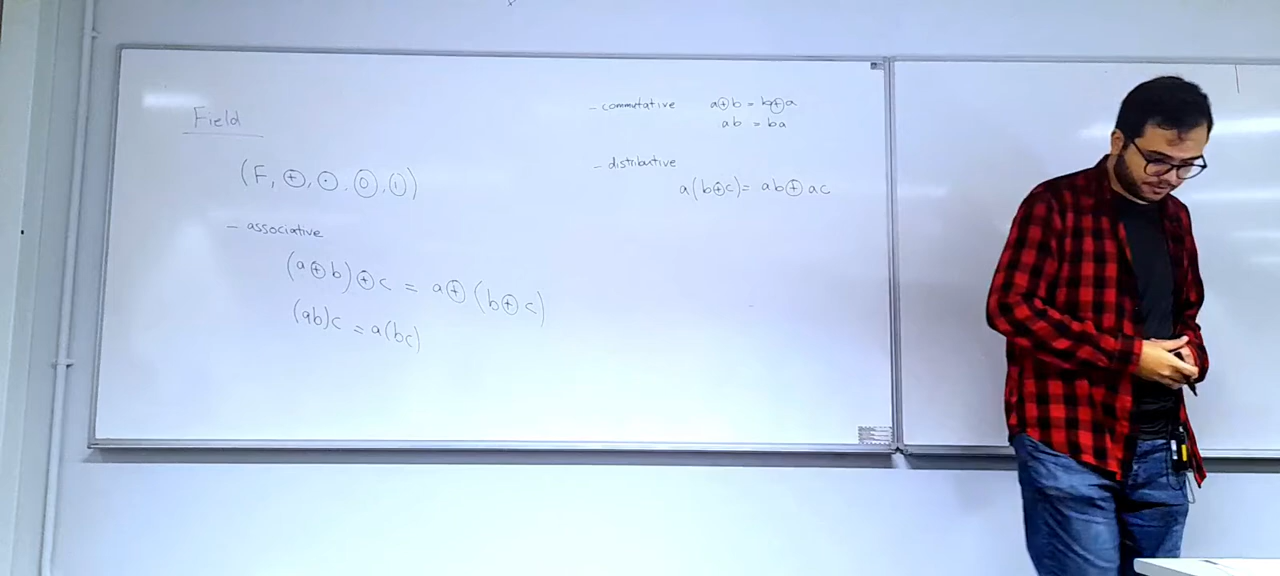 Field
(F, ⊕, ⊙, ⓪, ①)
- associative
(a⊕b)⊕c = a⊕(b⊕c)
(ab)c = a(bc)
- commutative a⊕b = b⊕a
ab = ba
- distributive
a(b⊕c) = ab⊕ac